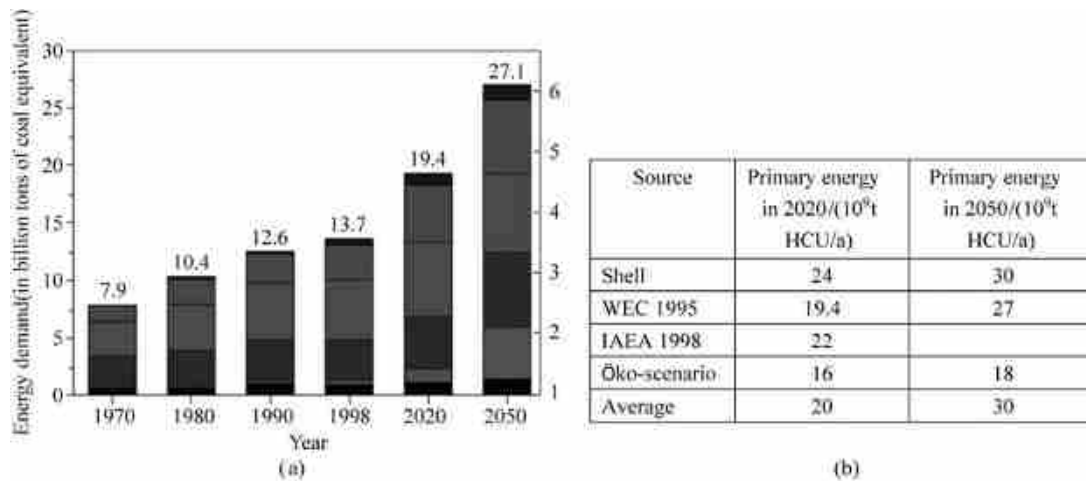 Energy demand(in billion tons of coal equivalent)
30
25
20
15
10
5
0
7.9
10.4
12.6
13.7
19.4
27.1
6
5
4
3
2
1
1970 1980 1990 1998 2020 2050
Year
(a)
Source Primary energy in 2020/(10⁹t HCU/a) Primary energy in 2050/(10⁹t HCU/a)
Shell 24 30
WEC 1995 19.4 27
IAEA 1998 22
Öko-scenario 16 18
Average 20 30
(b)